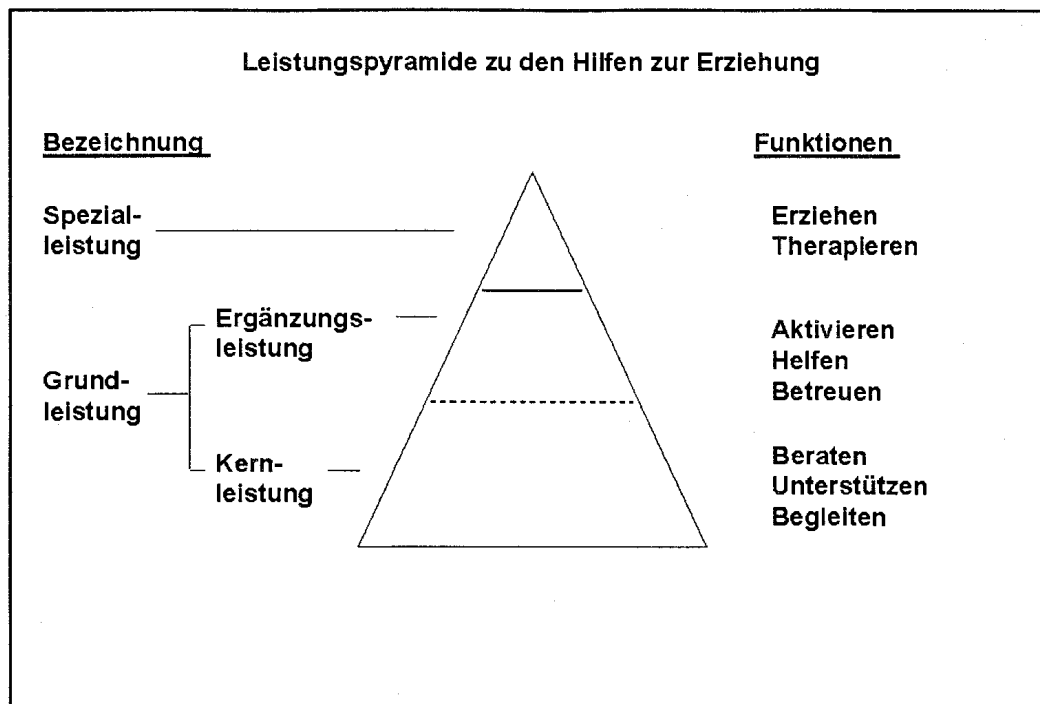 Leistungspyramide zu den Hilfen zur Erziehung
Bezeichnung
Funktionen
Spezial-
leistung
Erziehen
Therapieren
Ergänzungs-
leistung
Aktivieren
Helfen
Betreuen
Grund-
leistung
Kern-
leistung
Beraten
Unterstützen
Begleiten